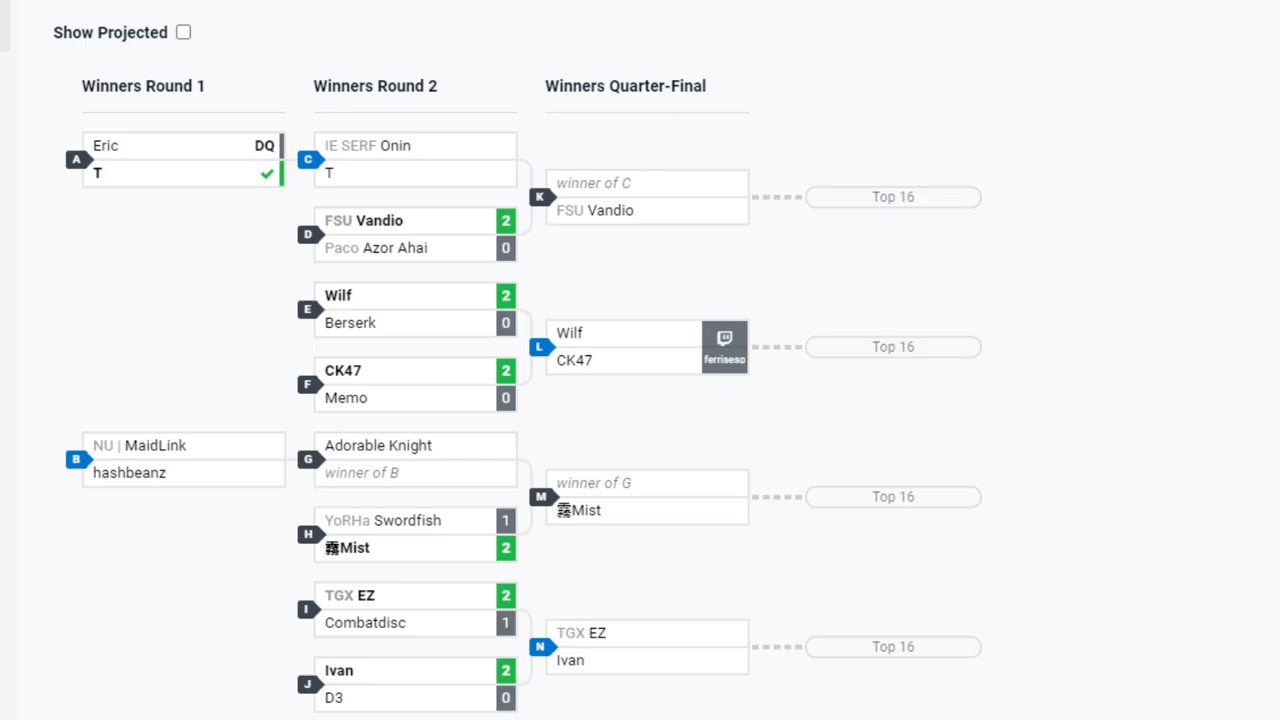 Show Projected
Winners Round 1
Winners Round 2
Winners Quarter-Final
A
Eric DQ
T
C
IE SERF Onin
T
D
FSU Vandio 2
Paco Azor Ahai 0
K
winner of C
FSU Vandio
Top 16
E
Wilf 2
Berserk 0
F
CK47 2
Memo 0
L
Wilf
CK47
ferrisesp
Top 16
B
NU | MaidLink
hashbeanz
G
Adorable Knight
winner of B
H
YoRHa Swordfish 1
霧Mist 2
M
winner of G
霧Mist
Top 16
I
TGX EZ 2
Combatdisc 1
J
Ivan 2
D3 0
N
TGX EZ
Ivan
Top 16